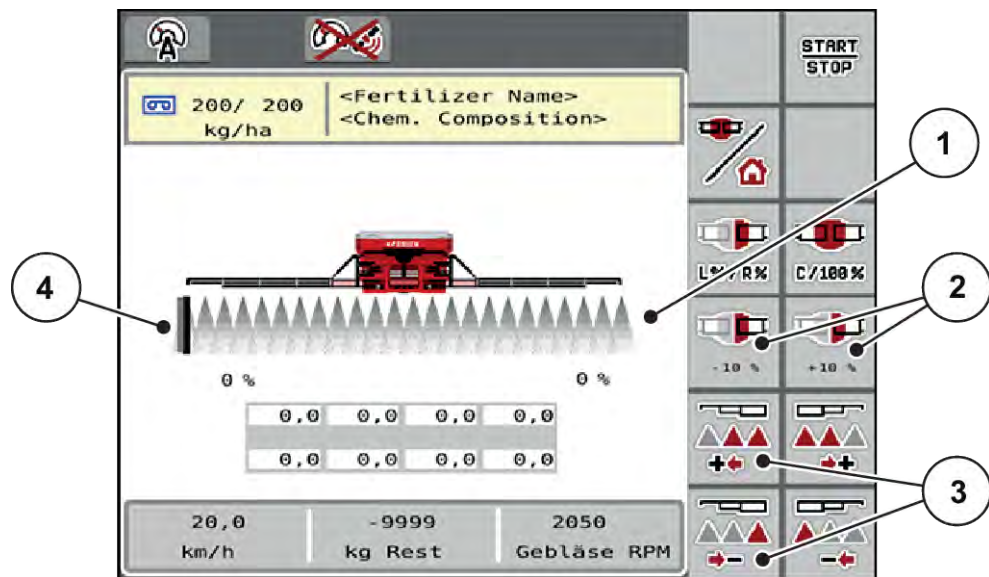 A
START
STOP
200/ 200
kg/ha
<Fertilizer Name>
<Chem. Composition>
1
L% / R%
C/100%
4
2
-10 %
+10 %
0 %
0 %
0,0 0,0 0,0 0,0
0,0 0,0 0,0 0,0
3
20,0
km/h
-9999
kg Rest
2050
Gebläse RPM